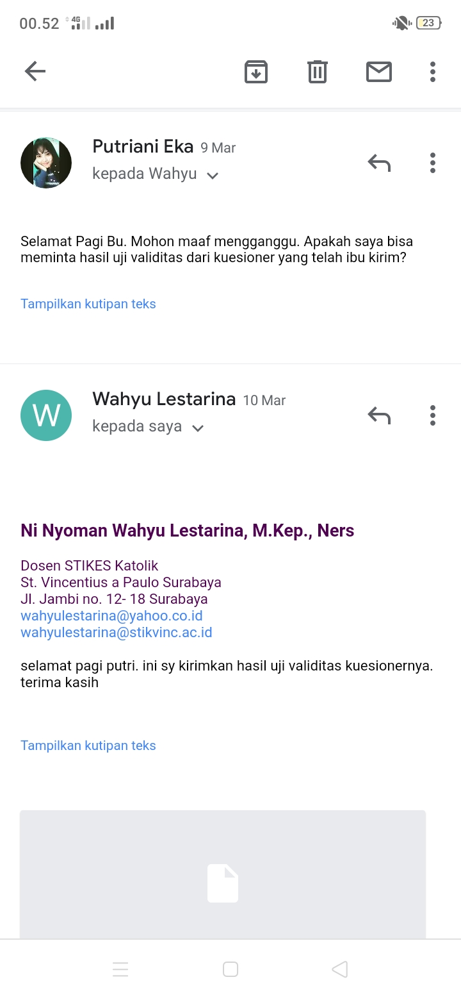 00.52 4G 23
Putriani Eka 9 Mar
kepada Wahyu
Selamat Pagi Bu. Mohon maaf mengganggu. Apakah saya bisa
meminta hasil uji validitas dari kuesioner yang telah ibu kirim?
Tampilkan kutipan teks
W
Wahyu Lestarina 10 Mar
kepada saya
Ni Nyoman Wahyu Lestarina, M.Kep., Ners
Dosen STIKES Katolik
St. Vincentius a Paulo Surabaya
Jl. Jambi no. 12- 18 Surabaya
wahyulestarina@yahoo.co.id
wahyulestarina@stikvinc.ac.id
selamat pagi putri. ini sy kirimkan hasil uji validitas kuesionernya.
terima kasih
Tampilkan kutipan teks